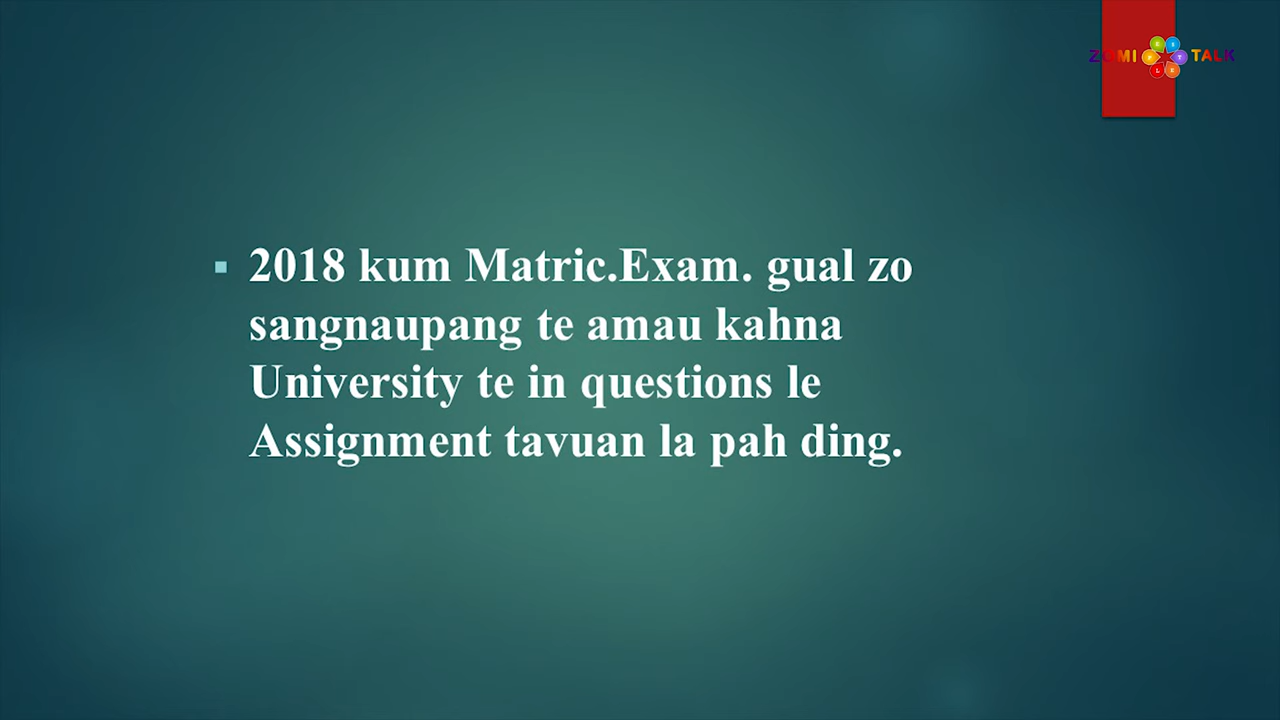 ZOMI TALK
2018 kum Matric.Exam. gual zo
sangnaupang te amau kahna
University te in questions le
Assignment tavuan la pah ding.